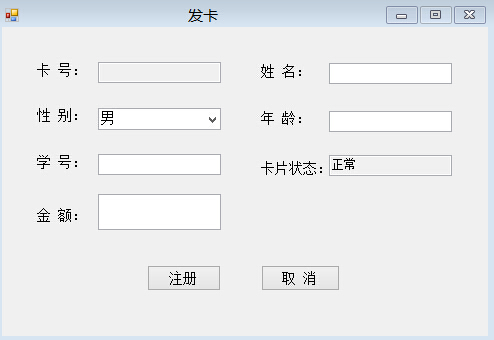 发卡
卡 号： 姓 名：
性 别： 男 年 龄：
学 号： 卡片状态： 正常
金 额：
注册 取 消